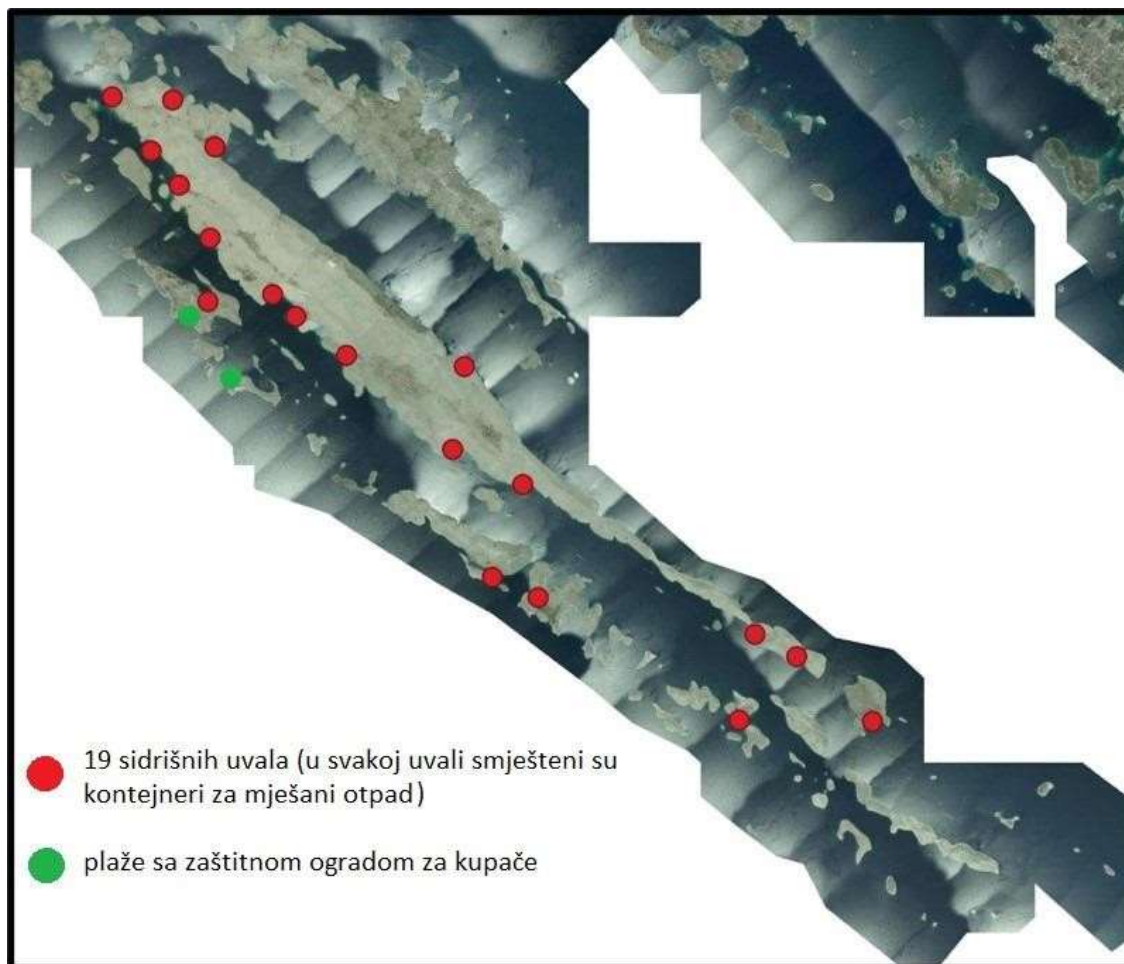 19 sidrišnih uvala (u svakoj uvali smješteni su
kontejneri za mješani otpad)
plaže sa zaštitnom ogradom za kupače